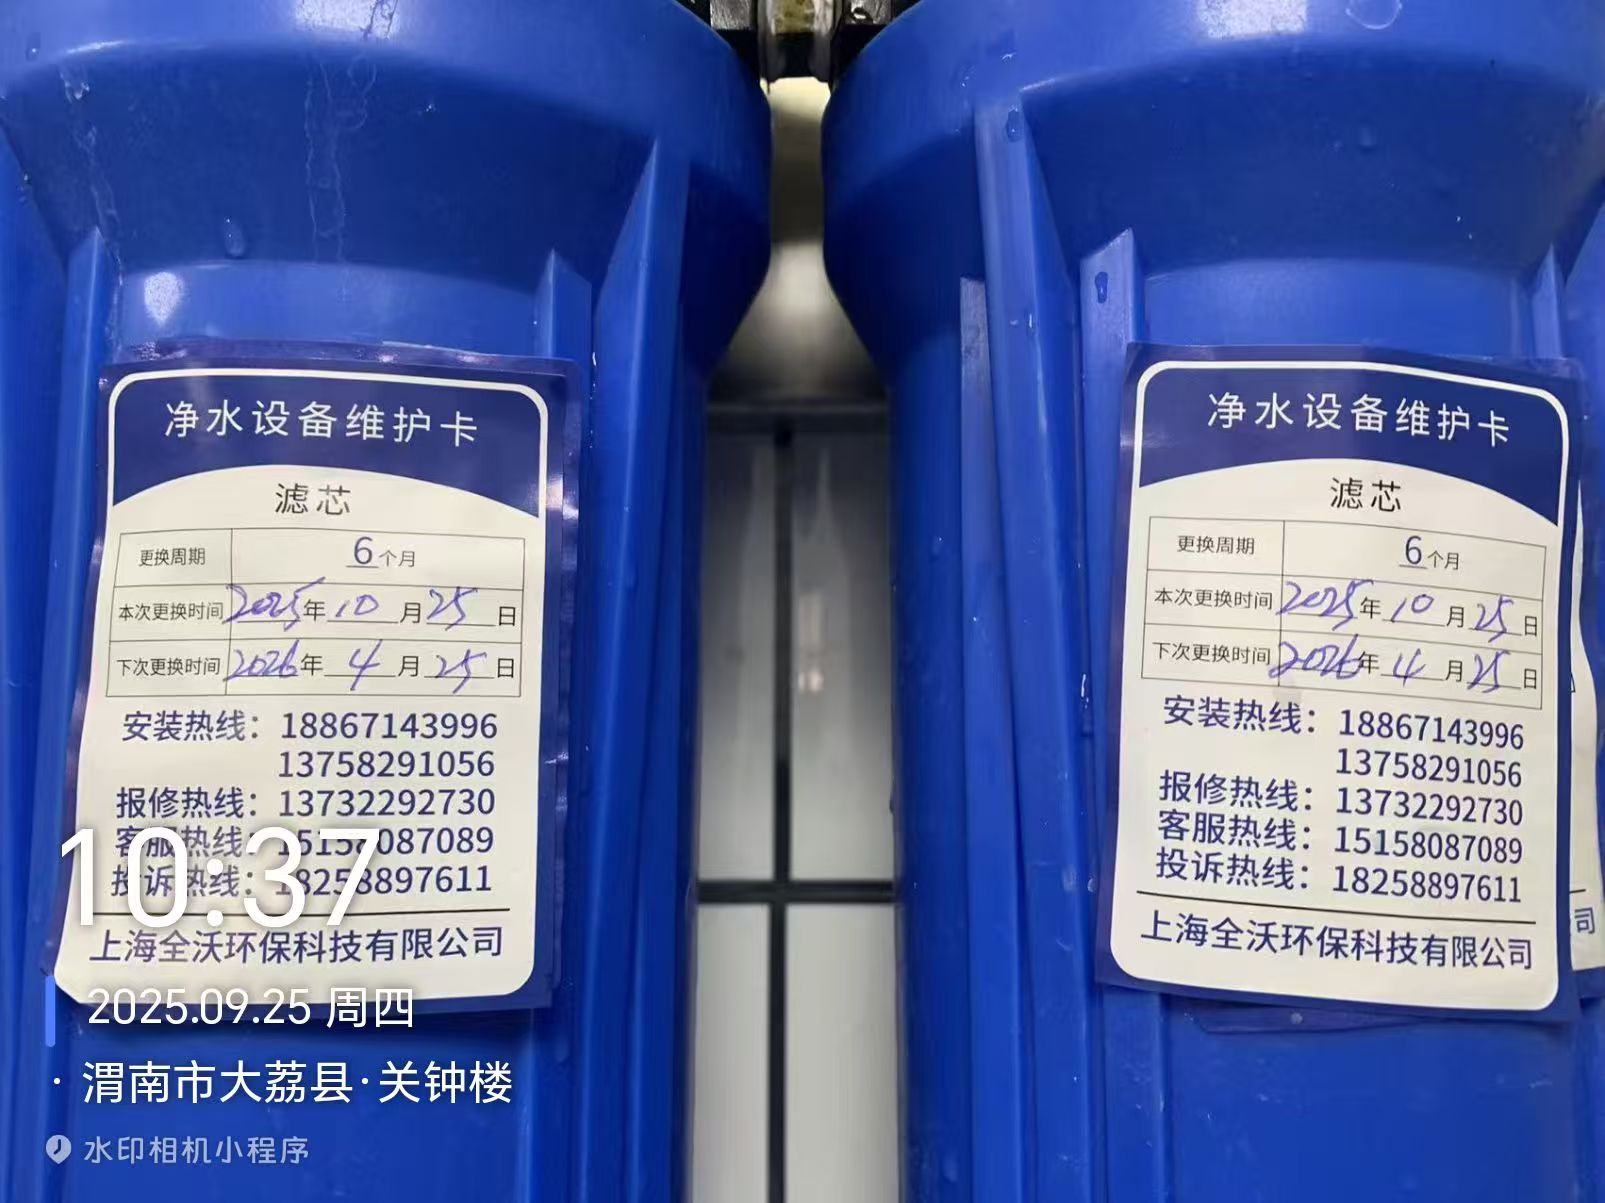 净水设备维护卡
滤芯
更换周期 6个月
本次更换时间 2025年10月25日
下次更换时间 2026年4月25日
安装热线：18867143996
13758291056
报修热线：13732292730
客服热线：15158087089
投诉热线：18258897611
上海全沃环保科技有限公司
净水设备维护卡
滤芯
更换周期 6个月
本次更换时间 2025年10月25日
下次更换时间 2026年4月25日
安装热线：18867143996
13758291056
报修热线：13732292730
客服热线：15158087089
投诉热线：18258897611
上海全沃环保科技有限公司
司
10:37
2025.09.25 周四
·渭南市大荔县·关钟楼
水印相机小程序